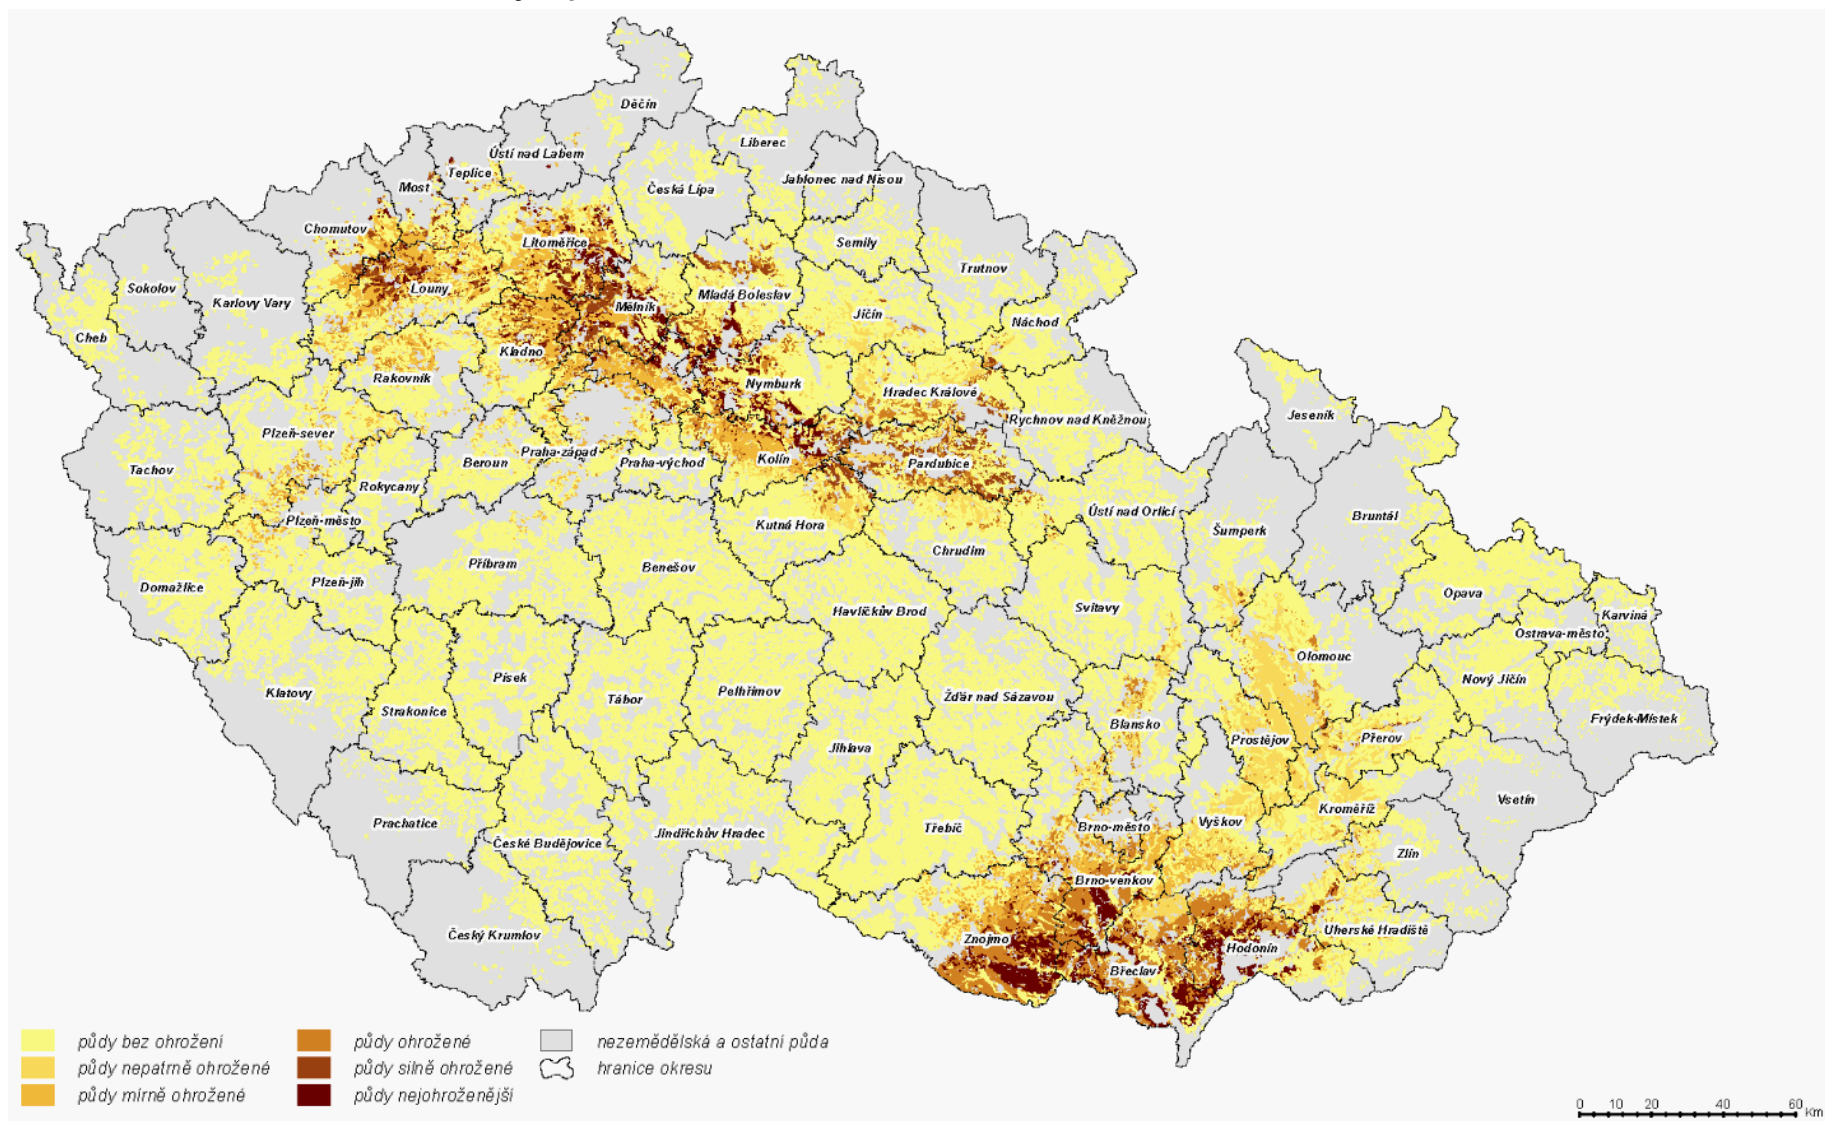 Děčín
Liberec
Ústí nad Labem
Teplice
Most
Česká Lípa
Jablonec nad Nisou
Chomutov
Litoměřice
Semily
Trutnov
Sokolov
Karlovy Vary
Louny
Mělník
Mladá Boleslav
Jičín
Náchod
Cheb
Kladno
Rakovník
Nymburk
Hradec Králové
Rychnov nad Kněžnou
Jeseník
Plzeň-sever
Tachov
Beroun
Praha-západ
Praha-východ
Kolín
Pardubice
Rokycany
Plzeň-město
Kutná Hora
Ústí nad Orlicí
Šumperk
Bruntál
Chrudim
Příbram
Benešov
Domažlice
Plzeň-jih
Havlíčkův Brod
Svitavy
Opava
Karviná
Ostrava-město
Olomouc
Klatovy
Písek
Strakonice
Tábor
Pelhřimov
Žďár nad Sázavou
Nový Jičín
Frýdek-Místek
Blansko
Prostějov
Přerov
Jihlava
Vsetín
Kroměříž
Prachatice
České Budějovice
Jindřichův Hradec
Třebíč
Brno-město
Vyškov
Zlín
Brno-venkov
Český Krumlov
Znojmo
Břeclav
Hodonín
Uherské Hradiště
půdy bez ohrožení
půdy nepatrně ohrožené
půdy mírně ohrožené
půdy ohrožené
půdy silně ohrožené
půdy nejohroženější
nezemědělská a ostatní půda
hranice okresu
0 10 20 40 60 Km